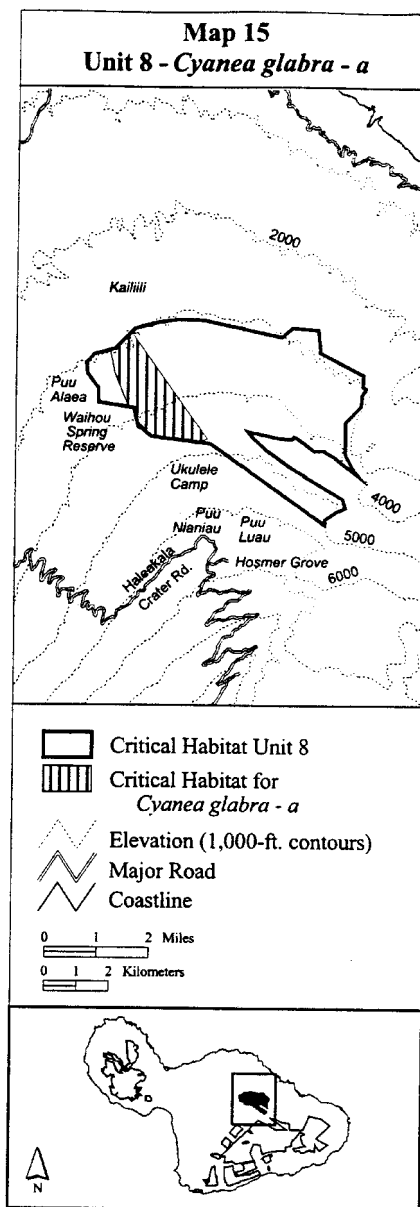 Map 15
Unit 8 - Cyanea glabra - a
2000
Kailiili
Puu
Alaea
Waihou
Spring
Reserve
Ukulele
Camp
4000
Puu
Nianiau
Puu
Luau
5000
Haleakala
Crater Rd.
Hosmer Grove
6000
Critical Habitat Unit 8
Critical Habitat for
Cyanea glabra - a
Elevation (1,000-ft. contours)
Major Road
Coastline
0 1 2 Miles
0 1 2 Kilometers
N